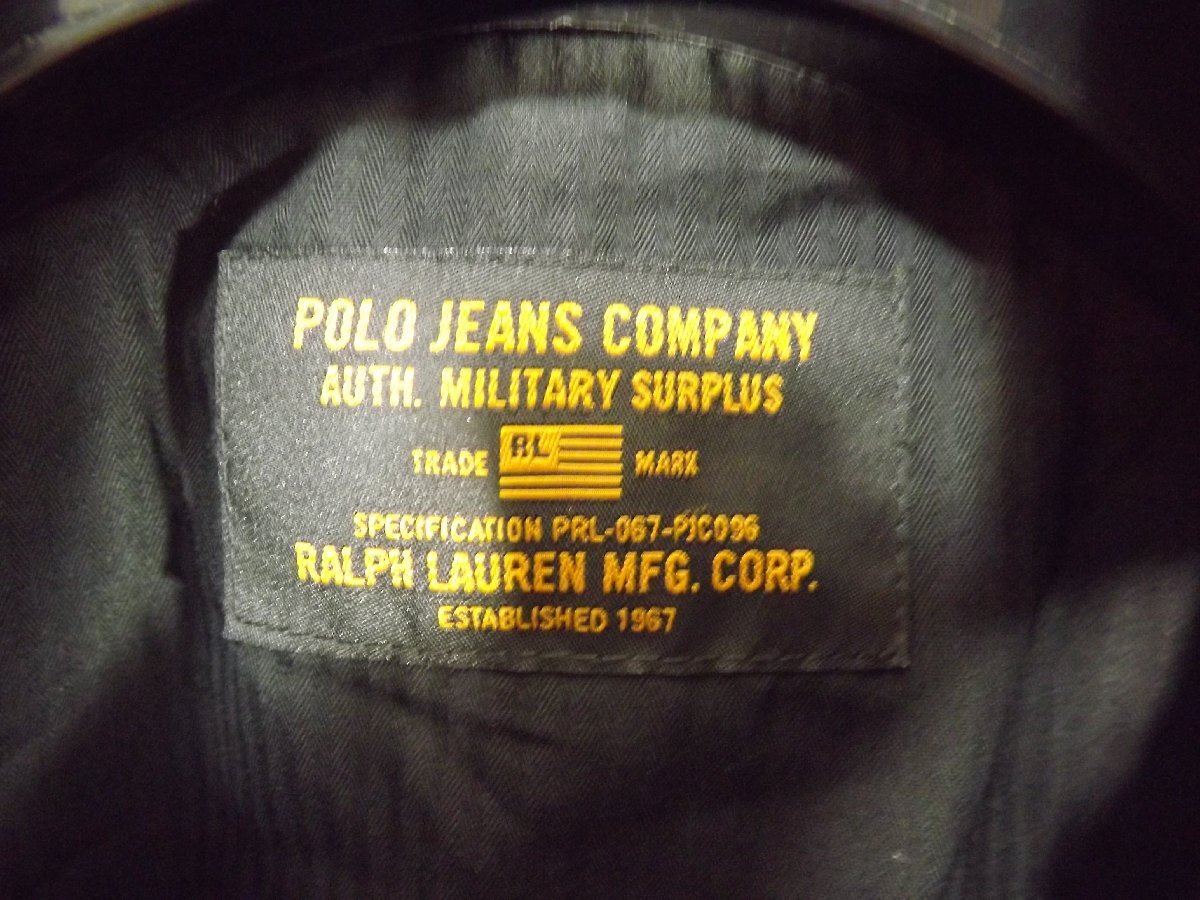 POLO JEANS COMPANY
AUTH. MILITARY SURPLUS
TRADE RL MARK
SPECIFICATION PRL-067-PJC096
RALPH LAUREN MFG. CORP.
ESTABLISHED 1967